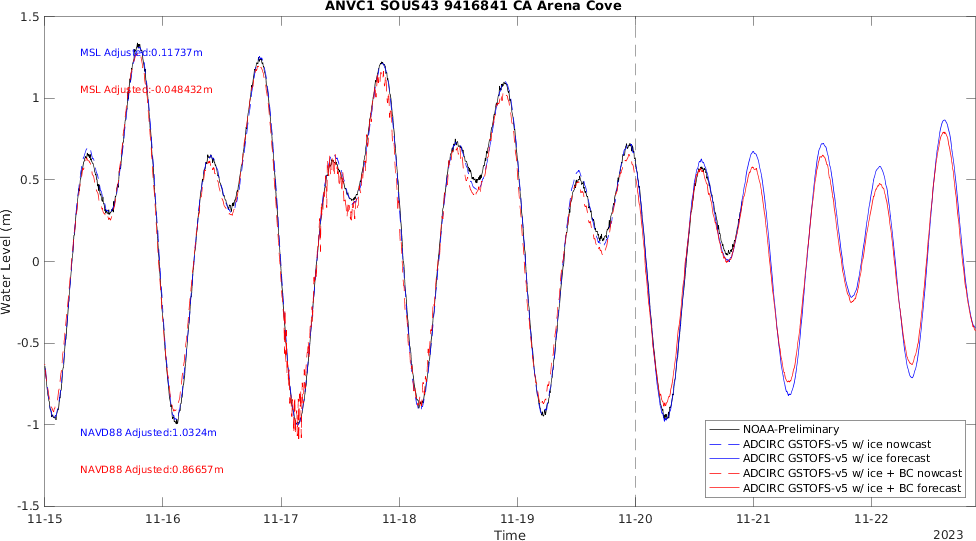 ANVC1 SOUS43 9416841 CA Arena Cove
1.5
MSL Adjusted:0.11737m
MSL Adjusted:-0.048432m
1
0.5
Water Level (m)
0
-0.5
-1
NAVD88 Adjusted:1.0324m
NAVD88 Adjusted:0.86657m
-1.5
NOAA-Preliminary
ADCIRC GSTOFS-v5 w/ ice nowcast
ADCIRC GSTOFS-v5 w/ ice forecast
ADCIRC GSTOFS-v5 w/ ice + BC nowcast
ADCIRC GSTOFS-v5 w/ ice + BC forecast
11-15 11-16 11-17 11-18 11-19 11-20 11-21 11-22
Time
2023